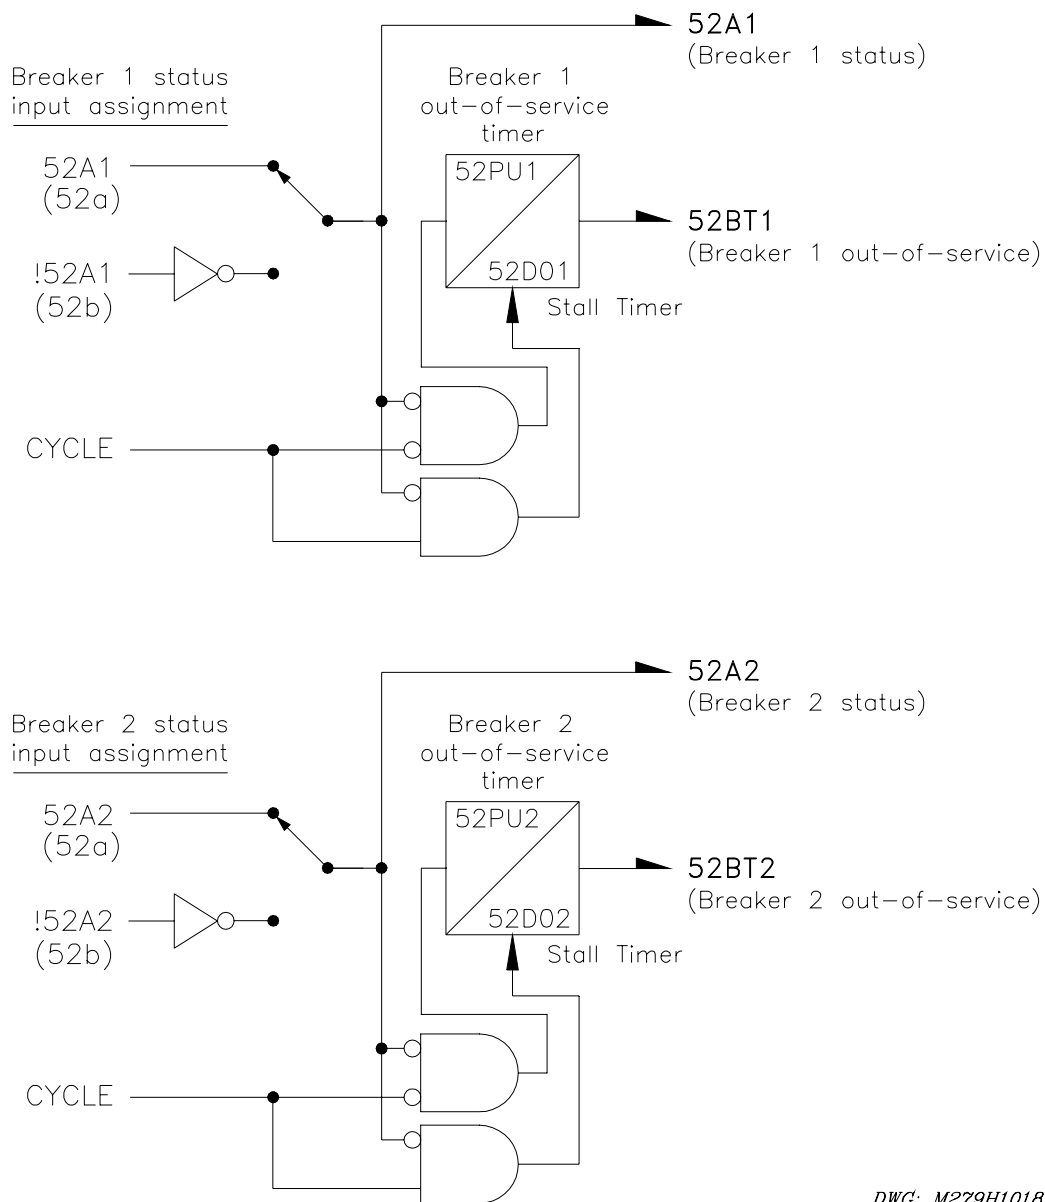 52A1
(Breaker 1 status)
Breaker 1 status
input assignment
Breaker 1
out-of-service
timer
52A1
(52a)
52PU1
52BT1
(Breaker 1 out-of-service)
!52A1
(52b)
52DO1
Stall Timer
CYCLE
52A2
(Breaker 2 status)
Breaker 2 status
input assignment
Breaker 2
out-of-service
timer
52A2
(52a)
52PU2
52BT2
(Breaker 2 out-of-service)
!52A2
(52b)
52DO2
Stall Timer
CYCLE
DWG: M279H1018